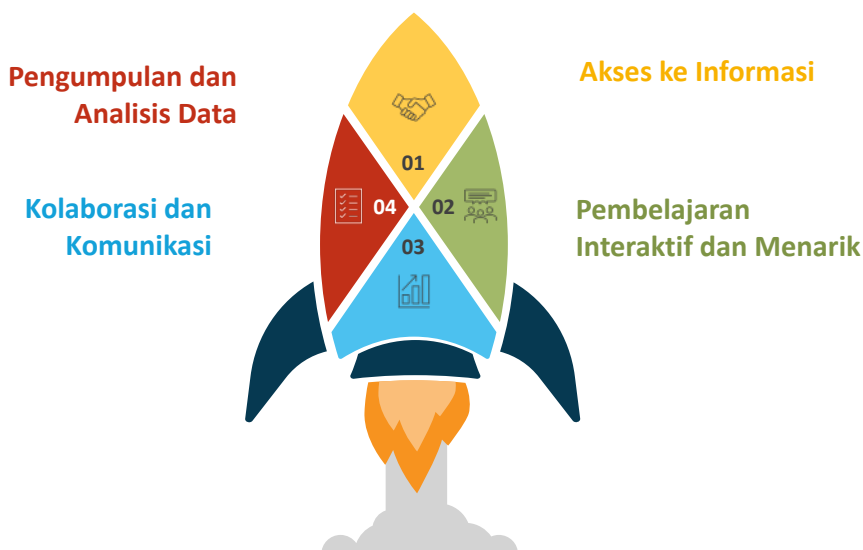 Pengumpulan dan
Analisis Data
Akses ke Informasi
01
04
02
03
Kolaborasi dan
Komunikasi
Pembelajaran
Interaktif dan Menarik